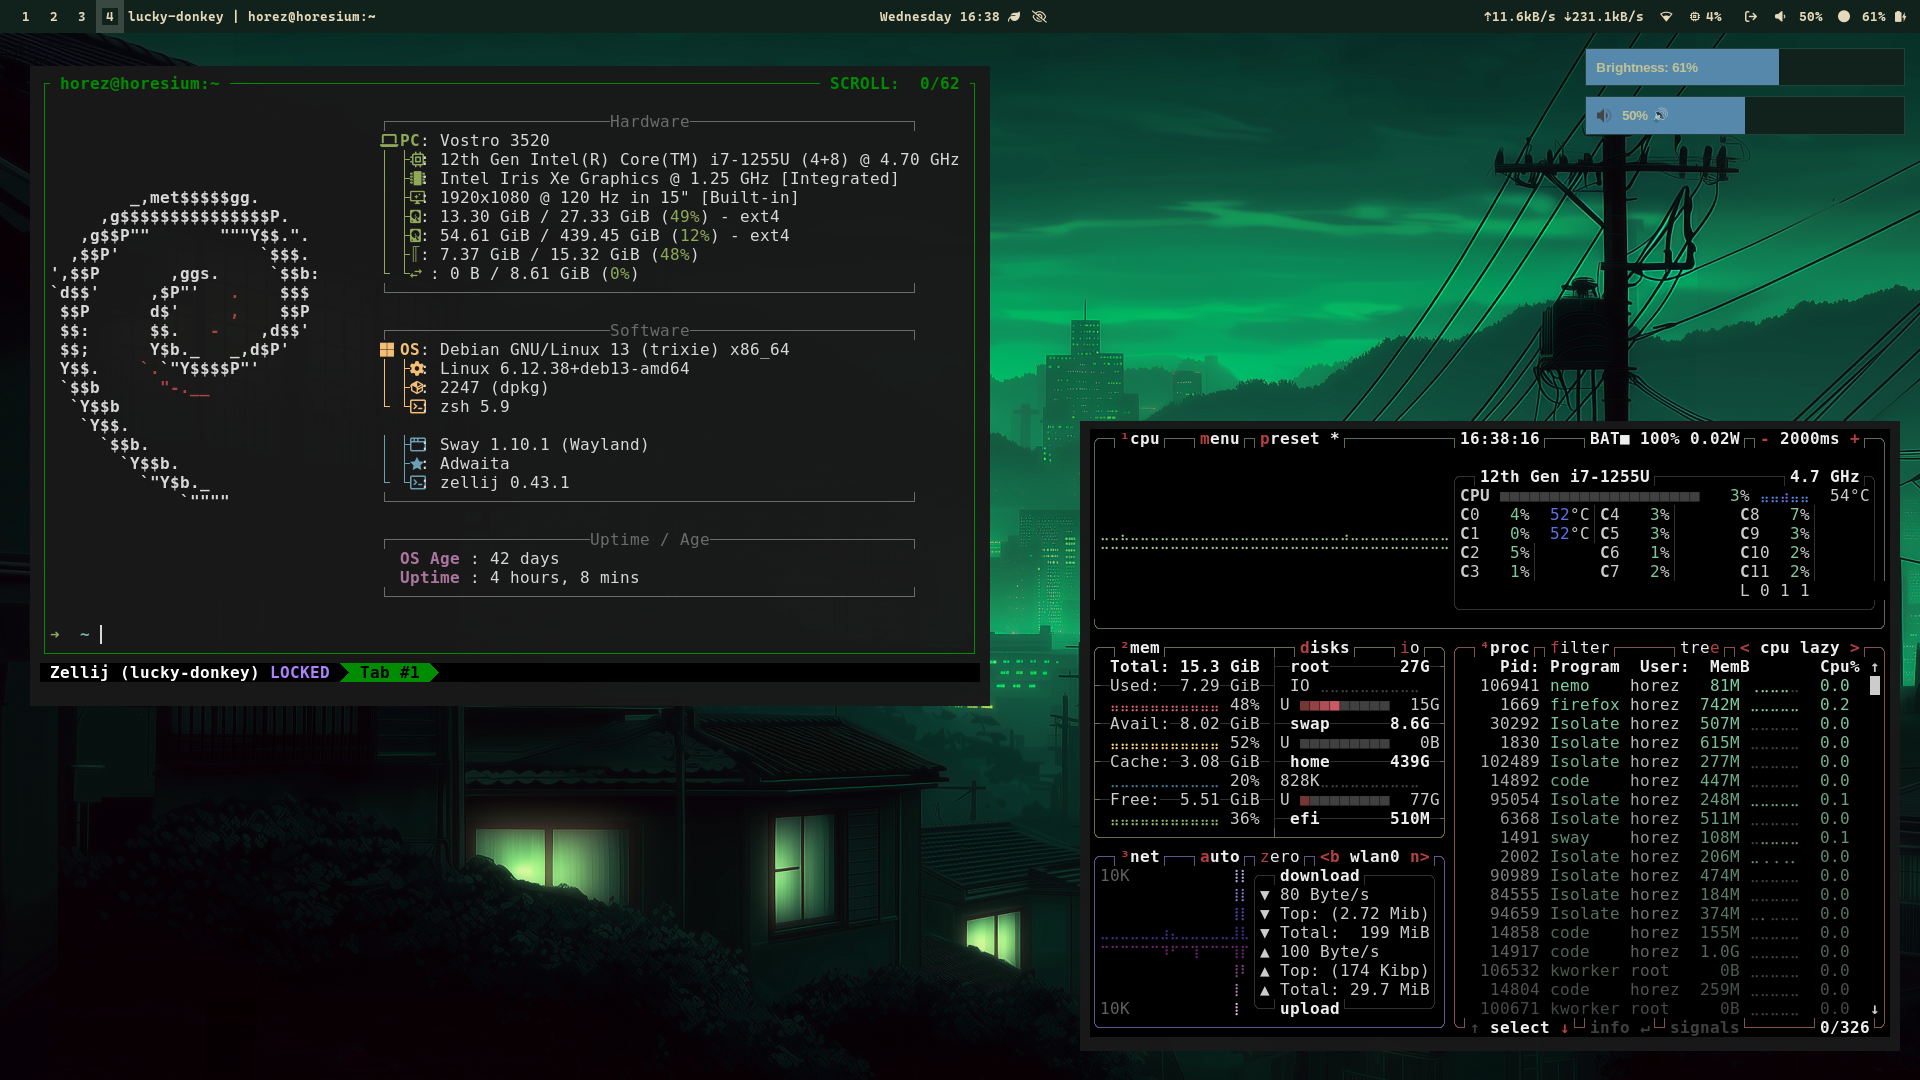 1 2 3 4 lucky-donkey | horez@horesium:~
Wednesday 16:38
↑11.6kB/s ↓231.1kB/s 4% 50% 61%
Brightness: 61%
50%
horez@horesium:~ SCROLL: 0/62
Hardware
PC: Vostro 3520
: 12th Gen Intel(R) Core(TM) i7-1255U (4+8) @ 4.70 GHz
: Intel Iris Xe Graphics @ 1.25 GHz [Integrated]
: 1920x1080 @ 120 Hz in 15" [Built-in]
: 13.30 GiB / 27.33 GiB (49%) - ext4
: 54.61 GiB / 439.45 GiB (12%) - ext4
: 7.37 GiB / 15.32 GiB (48%)
: 0 B / 8.61 GiB (0%)
Software
OS: Debian GNU/Linux 13 (trixie) x86_64
Linux 6.12.38+deb13-amd64
2247 (dpkg)
zsh 5.9
Sway 1.10.1 (Wayland)
Adwaita
zellij 0.43.1
Uptime / Age
OS Age : 42 days
Uptime : 4 hours, 8 mins
_,met$$$$$gg.
,g$$$$$$$$$$$$$$$P.
,g$$P"" """Y$$.".
,$$P' `$$$.
',$$P ,ggs. `$$b:
`d$$' ,$P"' . $$$
$$P d$' , $$P
$$: $$. - ,d$$'
$$; Y$b._ _,d$P'
Y$$. `.`"Y$$$$P"'
`$$b "-.__
`Y$$b
`Y$$.
`$$b.
`Y$$b.
`"Y$b._
`""""
➜ ~
Zellij (lucky-donkey) LOCKED Tab #1
¹cpu menu preset * 16:38:16 BAT■ 100% 0.02W - 2000ms +
12th Gen i7-1255U 4.7 GHz
CPU 3% 54°C
C0 4% 52°C C4 3% C8 7%
C1 0% 52°C C5 3% C9 3%
C2 5% C6 1% C10 2%
C3 1% C7 2% C11 2%
L 0 1 1
²mem disks io
Total: 15.3 GiB
Used: 7.29 GiB
48%
Avail: 8.02 GiB
52%
Cache: 3.08 GiB
20%
Free: 5.51 GiB
36%
root 27G
IO
U 15G
swap 8.6G
U 0B
home 439G
828K
U 77G
efi 510M
³net auto zero <b wlan0 n>
10K
download
▼ 80 Byte/s
▼ Top: (2.72 Mib)
▼ Total: 199 MiB
▲ 100 Byte/s
▲ Top: (174 Kibp)
▲ Total: 29.7 MiB
10K
upload
⁴proc filter tree < cpu lazy >
Pid: Program User: MemB Cpu% ↑
106941 nemo horez 81M 0.0
1669 firefox horez 742M 0.2
30292 Isolate horez 507M 0.0
1830 Isolate horez 615M 0.0
102489 Isolate horez 277M 0.0
14892 code horez 447M 0.0
95054 Isolate horez 248M 0.1
6368 Isolate horez 511M 0.0
1491 sway horez 108M 0.1
2002 Isolate horez 206M 0.0
90989 Isolate horez 474M 0.0
84555 Isolate horez 184M 0.0
94659 Isolate horez 374M 0.0
14858 code horez 155M 0.0
14917 code horez 1.0G 0.0
106532 kworker root 0B 0.0
14804 code horez 259M 0.0
100671 kworker root 0B 0.0 ↓
↑ select ↓ info ↵ signals 0/326